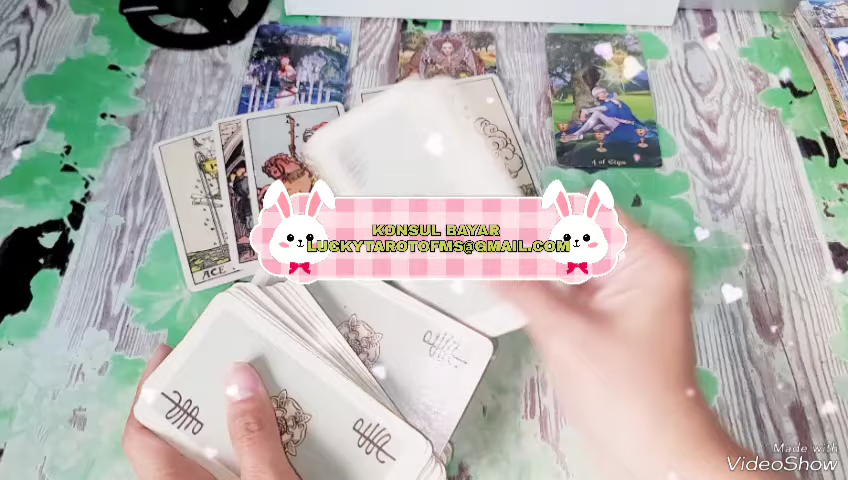 4 of Cups
KONSUL BAYAR
LUCKYTAROTOFMS@GMAIL.COM
ACE
Made with
VideoShow